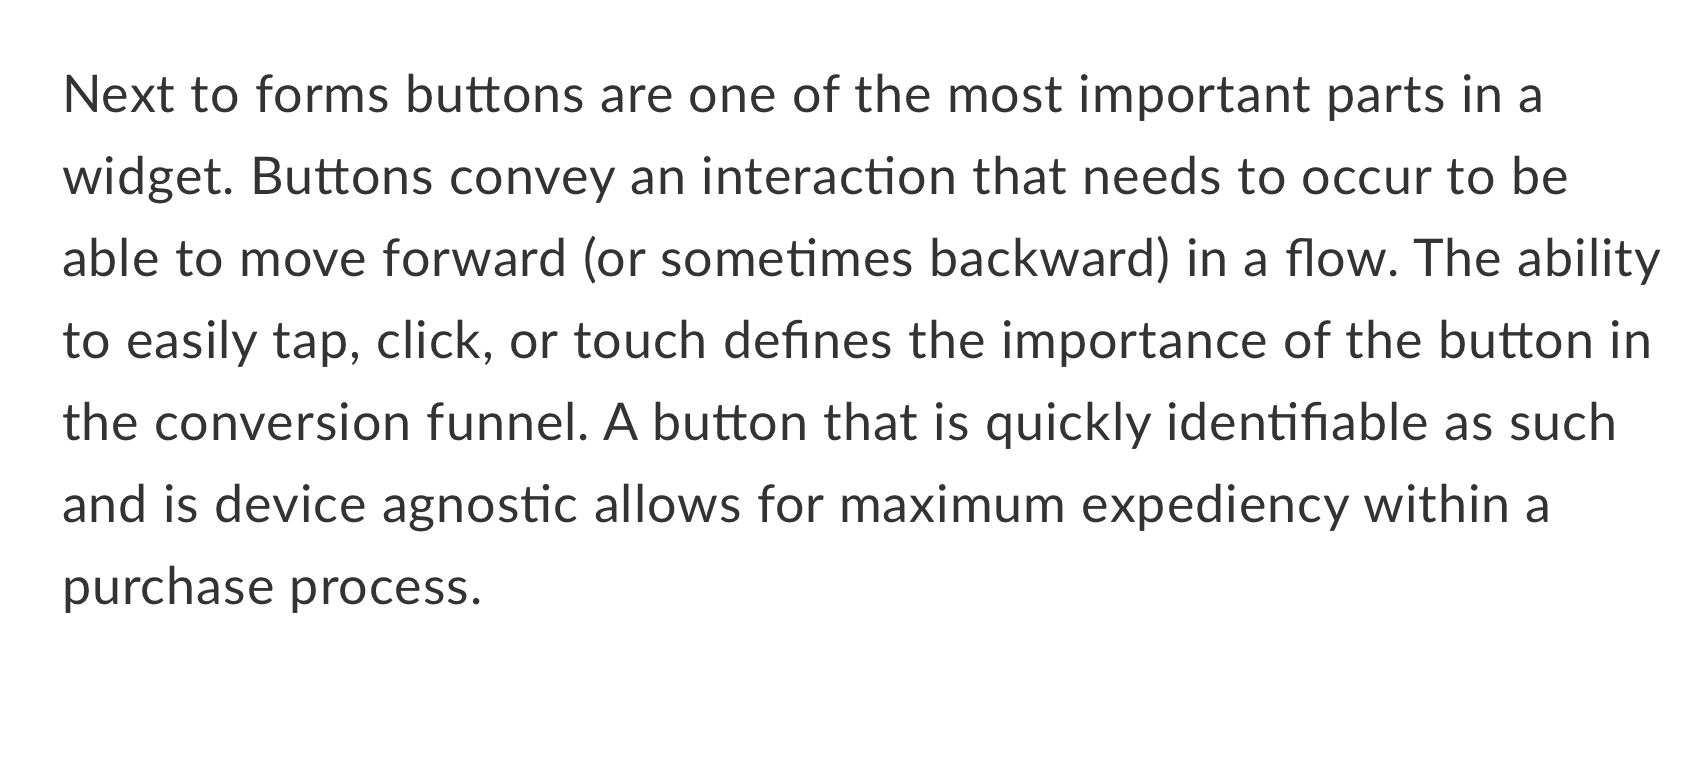 Next to forms buttons are one of the most important parts in a
widget. Buttons convey an interaction that needs to occur to be
able to move forward (or sometimes backward) in a flow. The ability
to easily tap, click, or touch defines the importance of the button in
the conversion funnel. A button that is quickly identifiable as such
and is device agnostic allows for maximum expediency within a
purchase process.